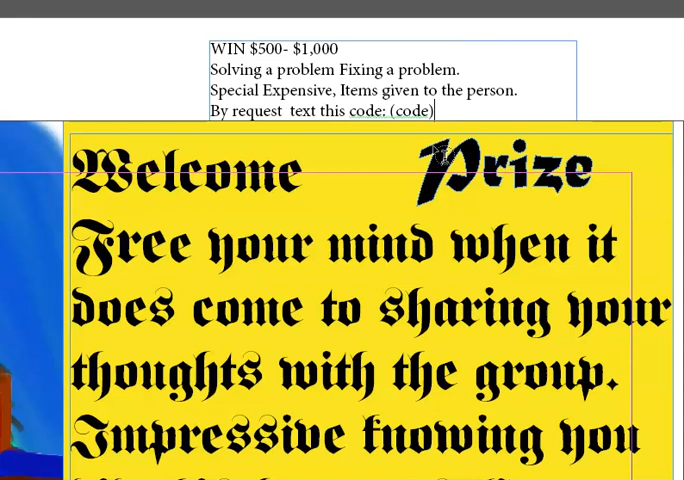 WIN $500- $1,000
Solving a problem Fixing a problem.
Special Expensive, Items given to the person.
By request  text this code: (code)
Welcome
Prize
Free your mind when it
does come to sharing your
thoughts with the group.
Impressive knowing you